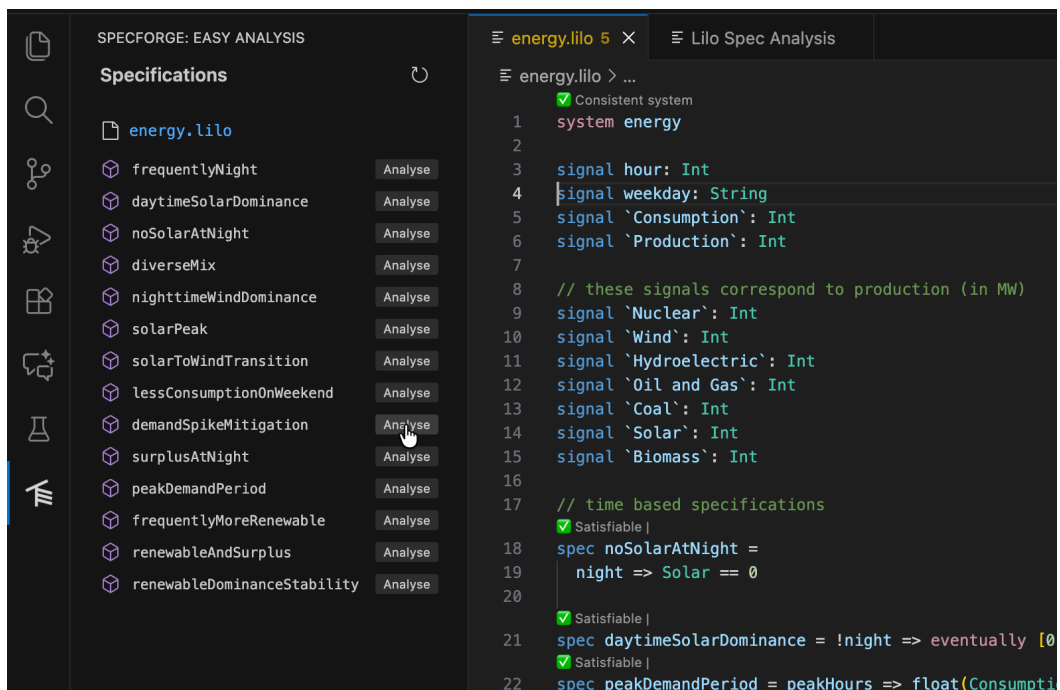 SPECFORGE: EASY ANALYSIS
Specifications
energy.lilo
frequentlyNight Analyse
daytimeSolarDominance Analyse
noSolarAtNight Analyse
diverseMix Analyse
nighttimeWindDominance Analyse
solarPeak Analyse
solarToWindTransition Analyse
lessConsumptionOnWeekend Analyse
demandSpikeMitigation Analyse
surplusAtNight Analyse
peakDemandPeriod Analyse
frequentlyMoreRenewable Analyse
renewableAndSurplus Analyse
renewableDominanceStability Analyse
energy.lilo 5 Lilo Spec Analysis
energy.lilo > ...
Consistent system
1 system energy
2
3 signal hour: Int
4 signal weekday: String
5 signal `Consumption`: Int
6 signal `Production`: Int
7
8 // these signals correspond to production (in MW)
9 signal `Nuclear`: Int
10 signal `Wind`: Int
11 signal `Hydroelectric`: Int
12 signal `Oil and Gas`: Int
13 signal `Coal`: Int
14 signal `Solar`: Int
15 signal `Biomass`: Int
16
17 // time based specifications
Satisfiable |
18 spec noSolarAtNight =
19 night => Solar == 0
20
Satisfiable |
21 spec daytimeSolarDominance = !night => eventually [0
Satisfiable |
22 spec peakDemandPeriod = peakHours => float(Consumpti